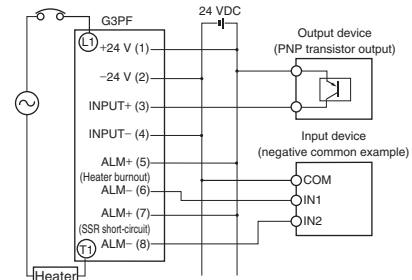 24 VDC
G3PF
L1
+24 V (1)
−24 V (2)
INPUT+ (3)
INPUT− (4)
ALM+ (5)
(Heater burnout)
ALM− (6)
ALM+ (7)
(SSR short-circuit)
T1
ALM− (8)
Heater
Output device
(PNP transistor output)
Input device
(negative common example)
COM
IN1
IN2